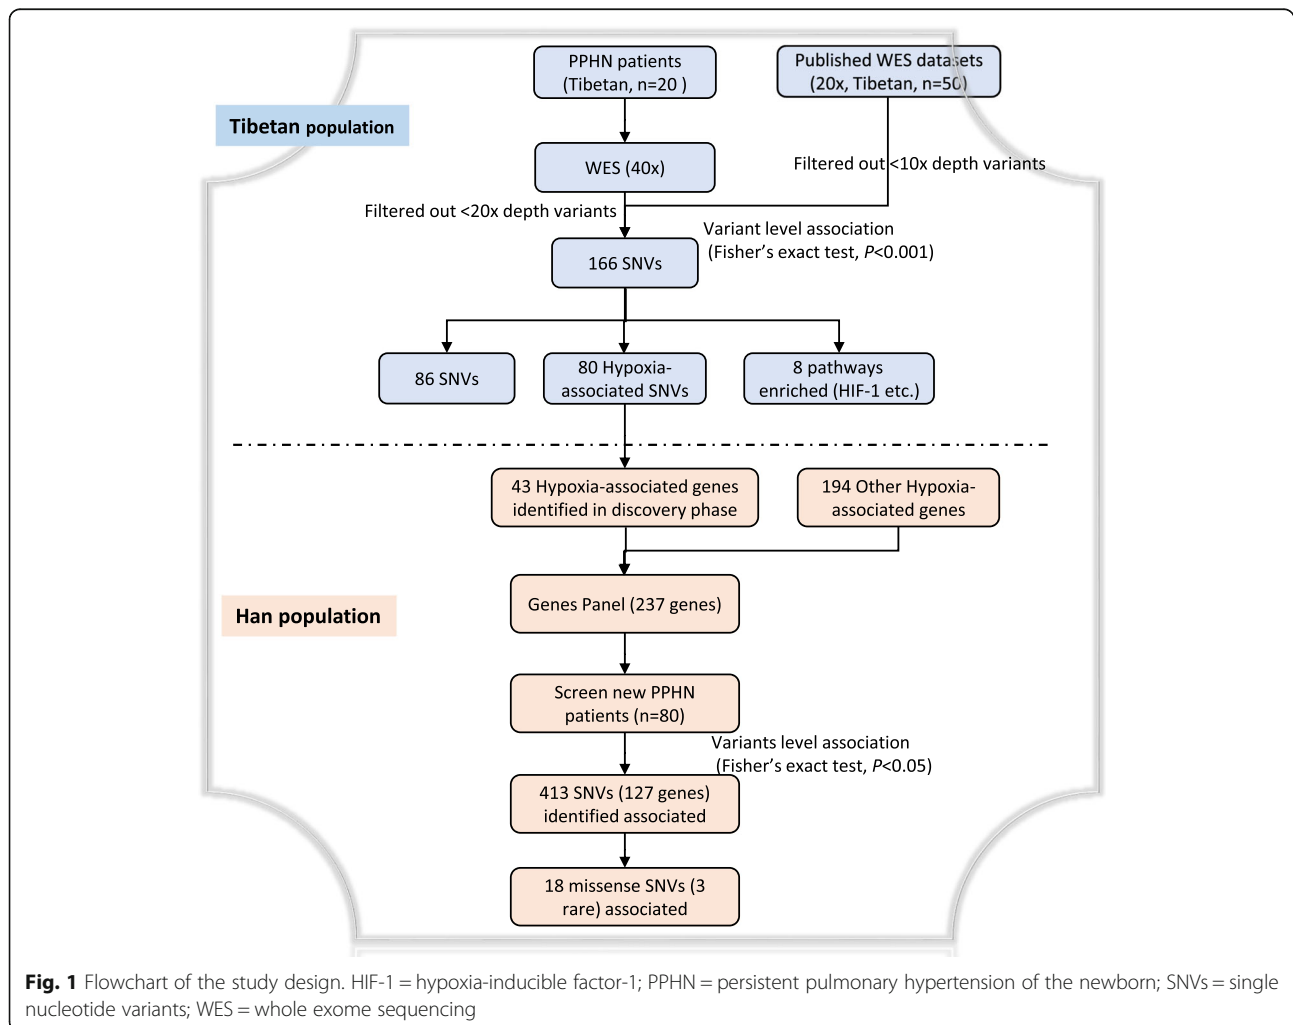 PPHN patients
(Tibetan, n=20 )
Published WES datasets
(20x, Tibetan, n=50)
Tibetan population
WES (40x)
Filtered out <10x depth variants
Filtered out <20x depth variants
Variant level association
(Fisher's exact test, P<0.001)
166 SNVs
86 SNVs
80 Hypoxia-
associated SNVs
8 pathways
enriched (HIF-1 etc.)
43 Hypoxia-associated genes
identified in discovery phase
194 Other Hypoxia-
associated genes
Genes Panel (237 genes)
Han population
Screen new PPHN
patients (n=80)
Variants level association
(Fisher's exact test, P<0.05)
413 SNVs (127 genes)
identified associated
18 missense SNVs (3
rare) associated
Fig. 1 Flowchart of the study design. HIF-1 = hypoxia-inducible factor-1; PPHN = persistent pulmonary hypertension of the newborn; SNVs = single
nucleotide variants; WES = whole exome sequencing